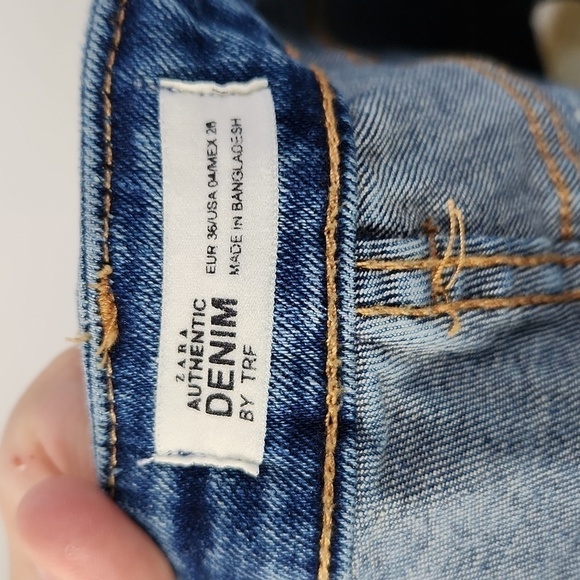 ZARA
AUTHENTIC
DENIM
BY TRF
EUR 36/USA 04/MEX 26
MADE IN BANGLADESH